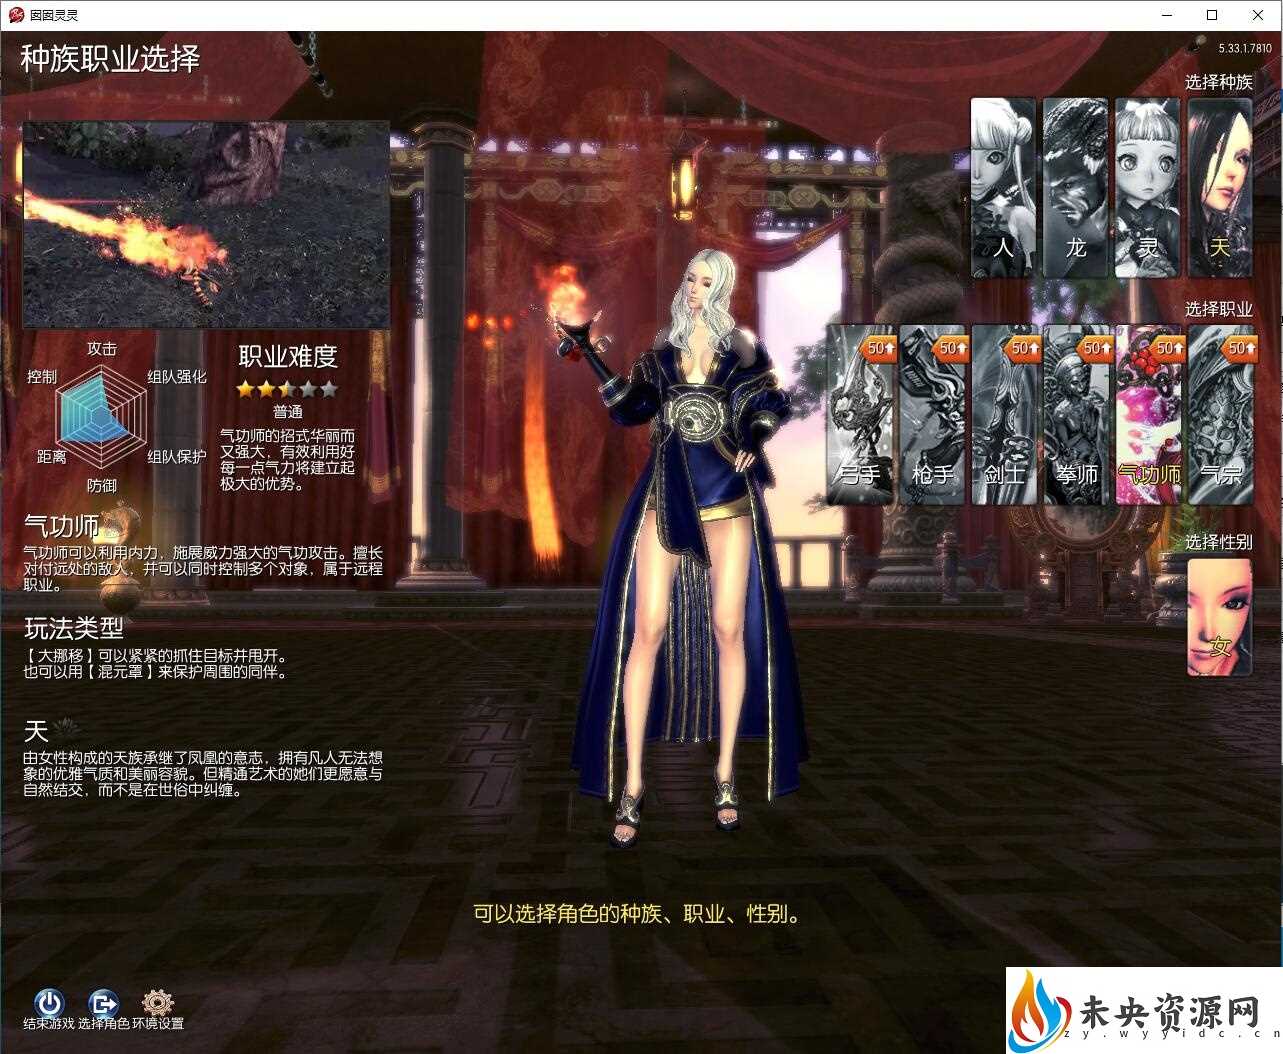 囡囡灵灵
种族职业选择
5.33.1.7810
选择种族
人
龙
灵
天
选择职业
50
50
50
50
50
50
弓手
枪手
剑士
拳师
气功师
气宗
选择性别
女
攻击
控制
组队强化
距离
组队保护
防御
职业难度
普通
气功师的招式华丽而
又强大，有效利用好
每一点气力将建立起
极大的优势。
气功师
气功师可以利用内力，施展威力强大的气功攻击。擅长
对付远处的敌人，并可以同时控制多个对象，属于远程
职业。
玩法类型
【大挪移】可以紧紧的抓住目标并甩开。
也可以用【混元罩】来保护周围的同伴。
天
由女性构成的天族承继了凤凰的意志，拥有凡人无法想
象的优雅气质和美丽容貌。但精通艺术的她们更愿意与
自然结交，而不是在世俗中纠缠。
可以选择角色的种族、职业、性别。
结束游戏
选择角色
环境设置
未央资源网
zy.wyyidc.cn